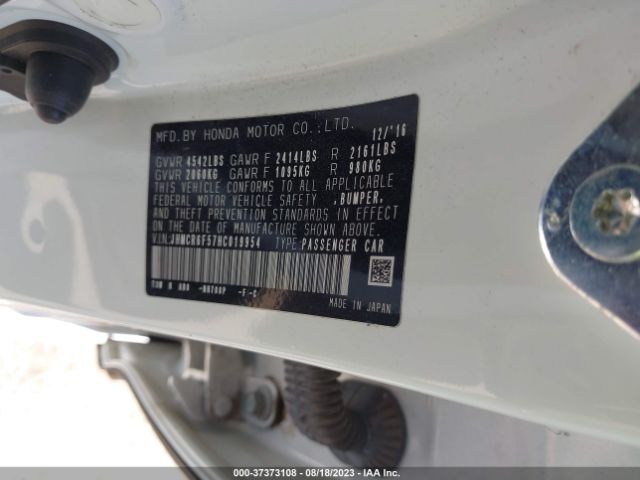 MFD.BY HONDA MOTOR CO.,LTD. 12/'16
GVWR 4542LBS GAWR F 2414LBS R 2161LBS
GVWR 2060KG GAWR F 1095KG R 980KG
THIS VEHICLE CONFORMS TO ALL APPLICABLE
FEDERAL MOTOR VEHICLE SAFETY ,BUMPER,
AND THEFT PREVENTION STANDARDS IN EFFECT
ON THE DATE OF MANUFACTURE SHOWN ABOVE.
VIN:JHMCR6F57HC019954 TYPE:PASSENGER CAR
MADE IN JAPAN
000-37373108 - 08/18/2023 - IAA Inc.